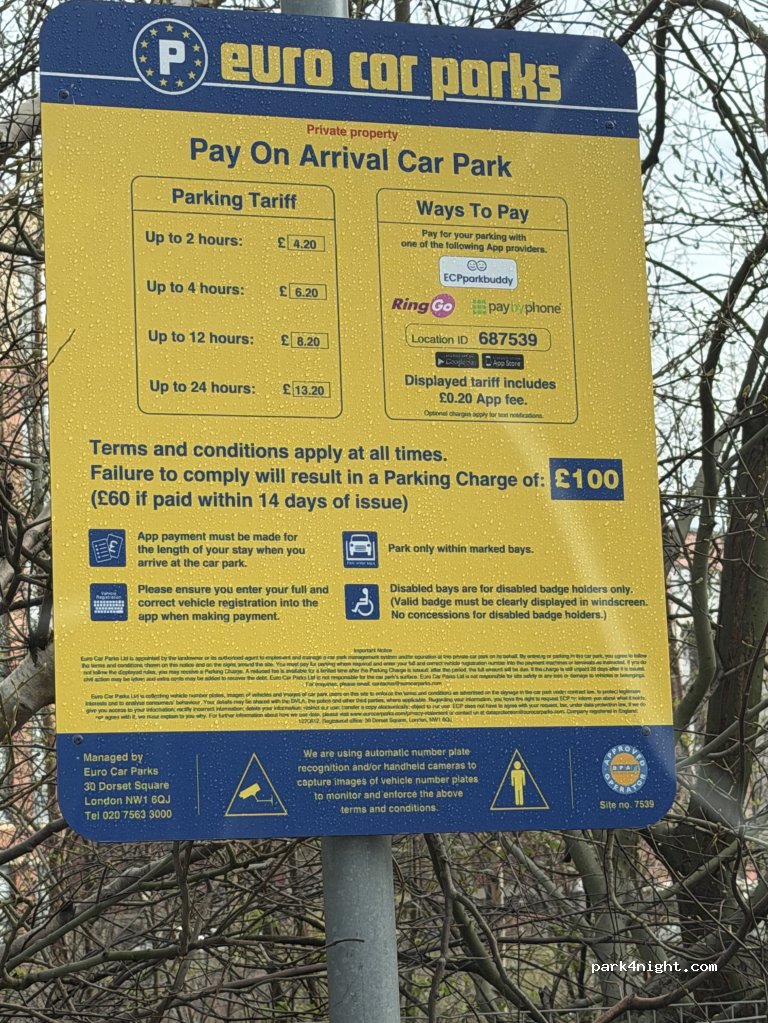 P euro car parks
Private property
Pay On Arrival Car Park
Parking Tariff
Up to 2 hours: £ 4.20
Up to 4 hours: £ 6.20
Up to 12 hours: £ 8.20
Up to 24 hours: £ 13.20
Ways To Pay
Pay for your parking with
one of the following App providers.
ECPparkbuddy
RingGo paybyphone
Location ID 687539
App Store
Displayed tariff includes
£0.20 App fee.
Optional charges apply for text notifications.
Terms and conditions apply at all times.
Failure to comply will result in a Parking Charge of: £100
(£60 if paid within 14 days of issue)
App payment must be made for
the length of your stay when you
arrive at the car park.
Park only within marked bays.
Vehicle
Registration
Please ensure you enter your full and
correct vehicle registration into the
app when making payment.
Disabled bays are for disabled badge holders only.
(Valid badge must be clearly displayed in windscreen.
No concessions for disabled badge holders.)
Important Notice
Managed by
Euro Car Parks
30 Dorset Square
London NW1 6QJ
Tel 020 7563 3000
We are using automatic number plate
recognition and/or handheld cameras to
capture images of vehicle number plates
to monitor and enforce the above
terms and conditions.
APPROVED
BPA
OPERATOR
Site no. 7539
park4night.com